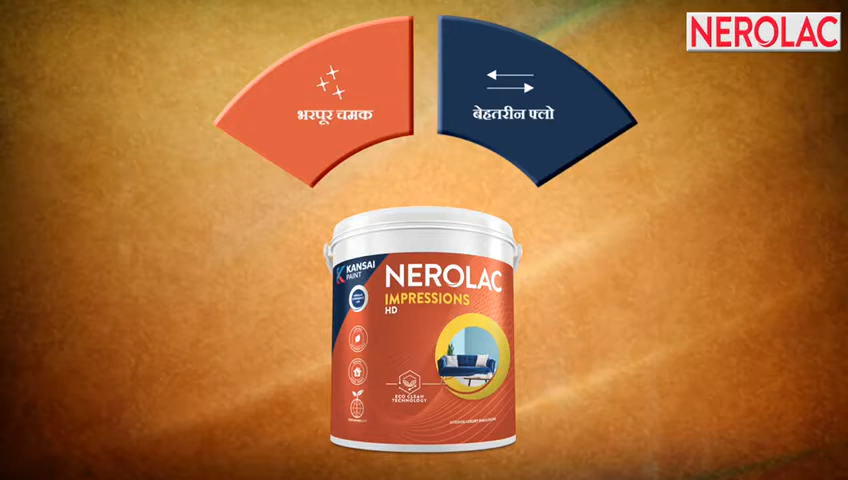 NEROLAC
भरपूर चमक
बेहतरीन फ्लो
KANSAI
PAINT
NEROLAC
IMPRESSIONS
HD
ECO CLEAN
TECHNOLOGY